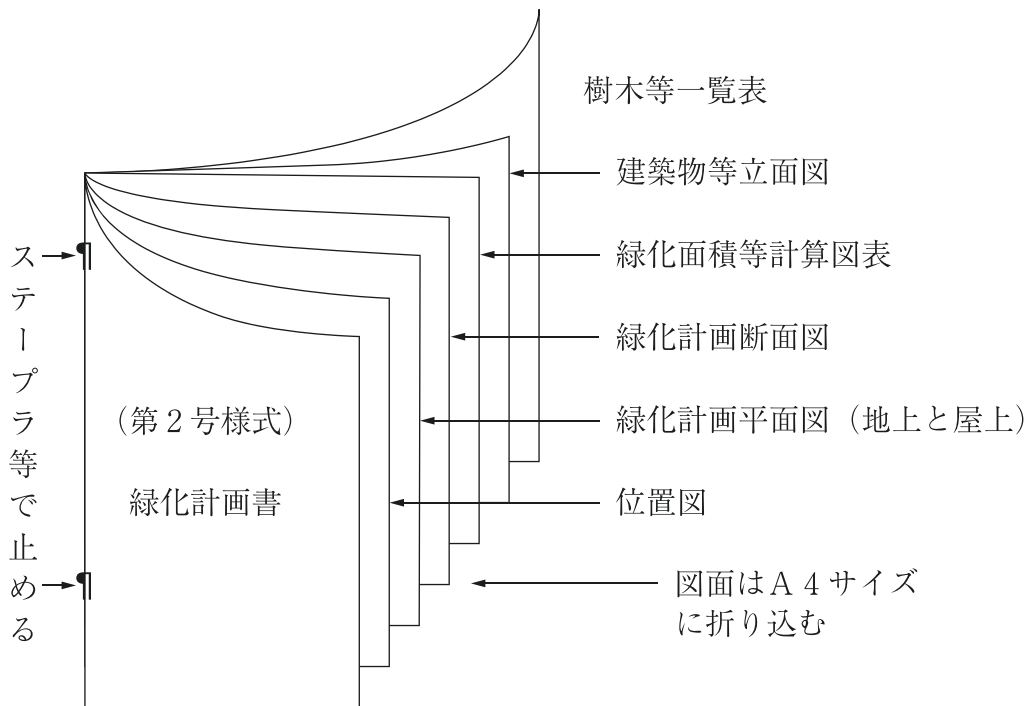 樹木等一覧表
建築物等立面図
緑化面積等計算図表
緑化計画断面図
緑化計画平面図（地上と屋上）
位置図
図面はＡ４サイズ
に折り込む
（第２号様式）
緑化計画書
ステープラ等で止める